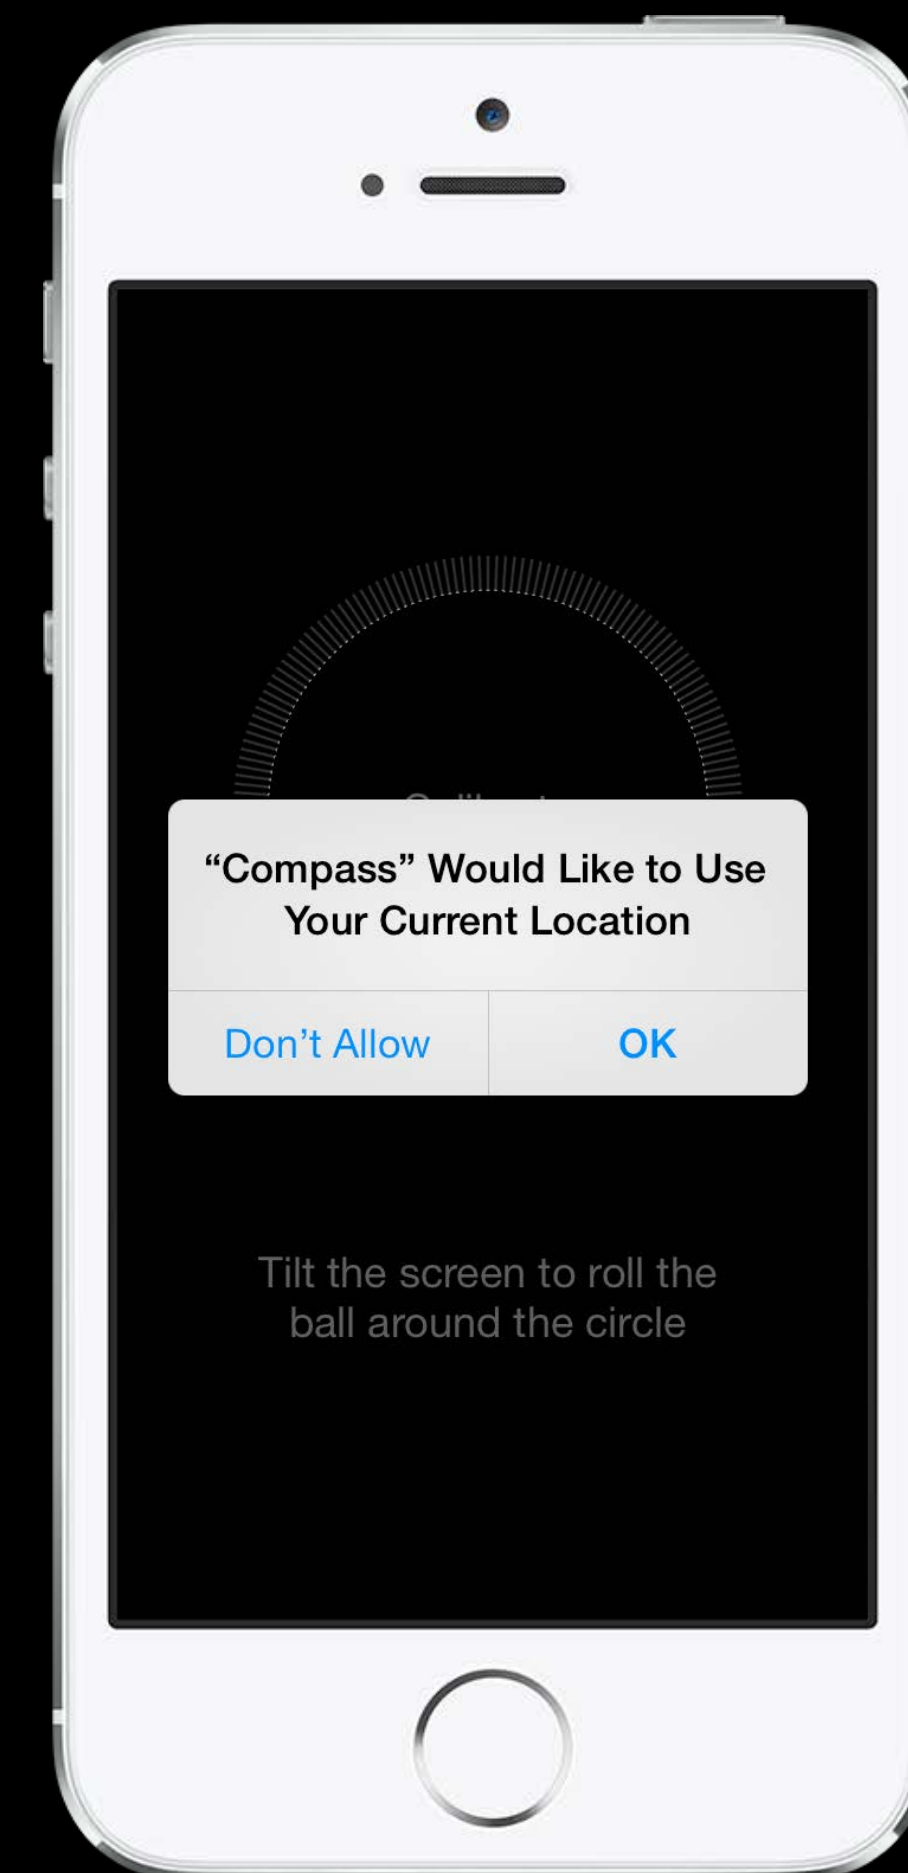 “Compass” Would Like to Use
Your Current Location
Don’t Allow
OK
Tilt the screen to roll the
ball around the circle